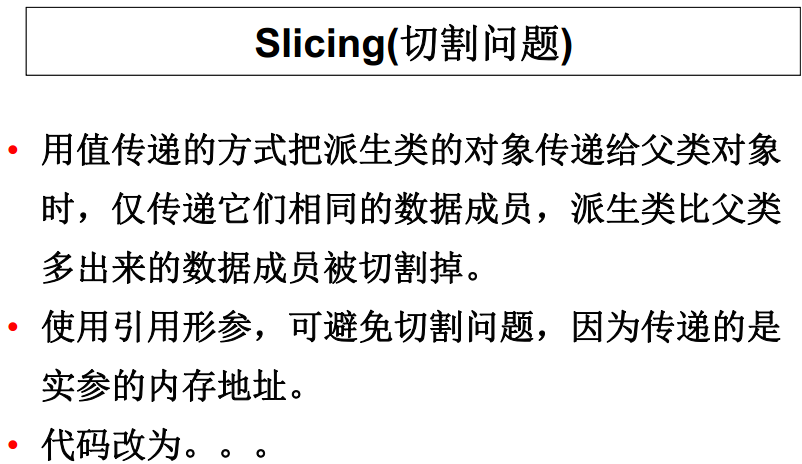 Slicing(切割问题)
• 用值传递的方式把派生类的对象传递给父类对象
时，仅传递它们相同的数据成员，派生类比父类
多出来的数据成员被切割掉。
• 使用引用形参，可避免切割问题，因为传递的是
实参的内存地址。
• 代码改为。。。